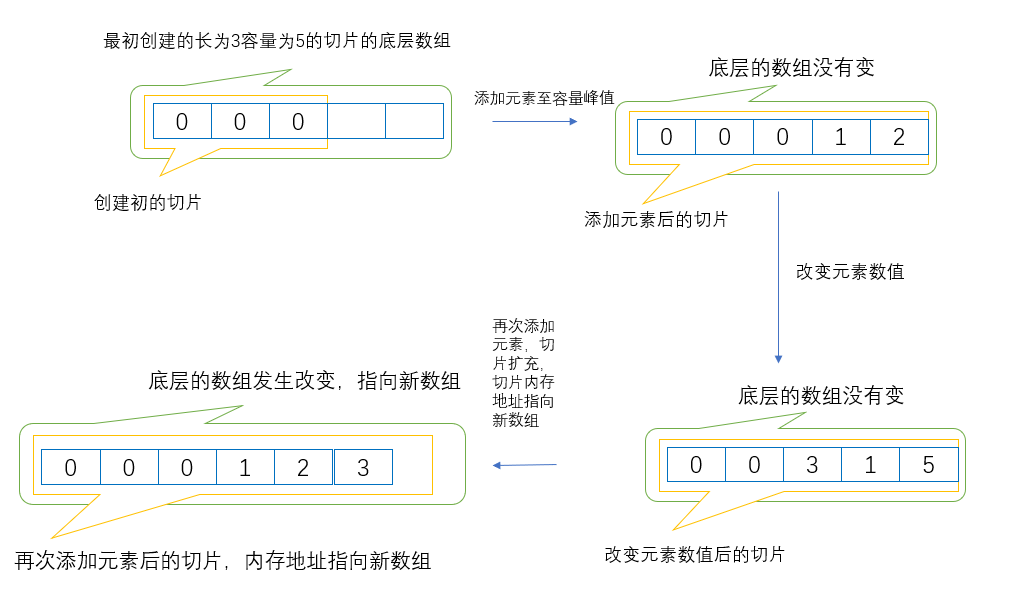 最初创建的长为3容量为5的切片的底层数组
0 0 0
创建初的切片
添加元素至容量峰值
底层的数组没有变
0 0 0 1 2
添加元素后的切片
改变元素数值
底层的数组没有变
0 0 3 1 5
改变元素数值后的切片
再次添加
元素，切
片扩充，
切片内存
地址指向
新数组
底层的数组发生改变，指向新数组
0 0 0 1 2 3
再次添加元素后的切片，内存地址指向新数组